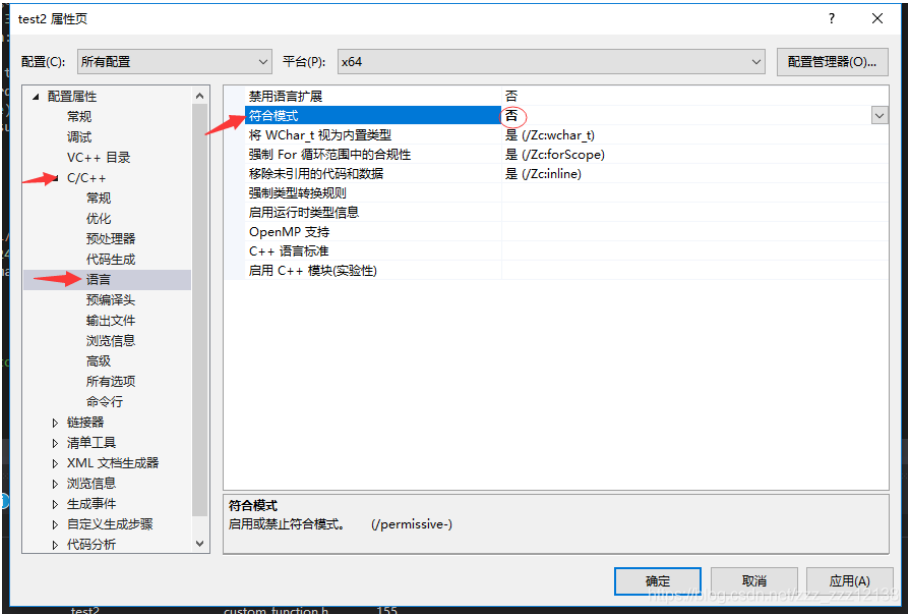 test2 属性页
?
配置(C): 所有配置 平台(P): x64 配置管理器(O)...
配置属性
常规
调试
VC++ 目录
C/C++
常规
优化
预处理器
代码生成
语言
预编译头
输出文件
浏览信息
高级
所有选项
命令行
链接器
清单工具
XML 文档生成器
浏览信息
生成事件
自定义生成步骤
代码分析
禁用语言扩展 否
符合模式 否
将 WChar_t 视为内置类型 是 (/Zc:wchar_t)
强制 For 循环范围中的合规性 是 (/Zc:forScope)
移除未引用的代码和数据 是 (/Zc:inline)
强制类型转换规则
启用运行时类型信息
OpenMP 支持
C++ 语言标准
启用 C++ 模块(实验性)
符合模式
启用或禁止符合模式。 (/permissive-)
确定 取消 应用(A)
test2 custom_function.h 155